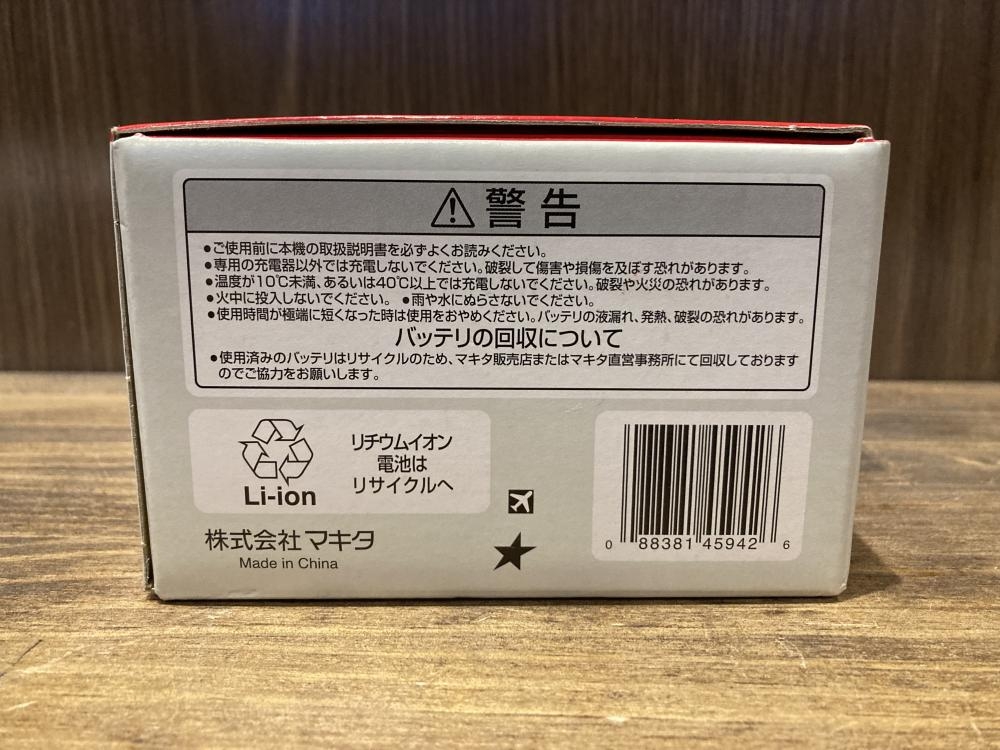 警告
●ご使用前に本機の取扱説明書を必ずよくお読みください。
●専用の充電器以外では充電しないでください。破裂して傷害や損傷を及ぼす恐れがあります。
●温度が10℃未満、あるいは40℃以上では充電しないでください。破裂や火災の恐れがあります。
●火中に投入しないでください。 ●雨や水にぬらさないでください。
●使用時間が極端に短くなった時は使用をおやめください。バッテリの液漏れ、発熱、破裂の恐れがあります。
バッテリの回収について
●使用済みのバッテリはリサイクルのため、マキタ販売店またはマキタ直営事務所にて回収しております
のでご協力をお願いします。
リチウムイオン
電池は
リサイクルへ
Li-ion
株式会社マキタ
Made in China
0 88381 45942 6